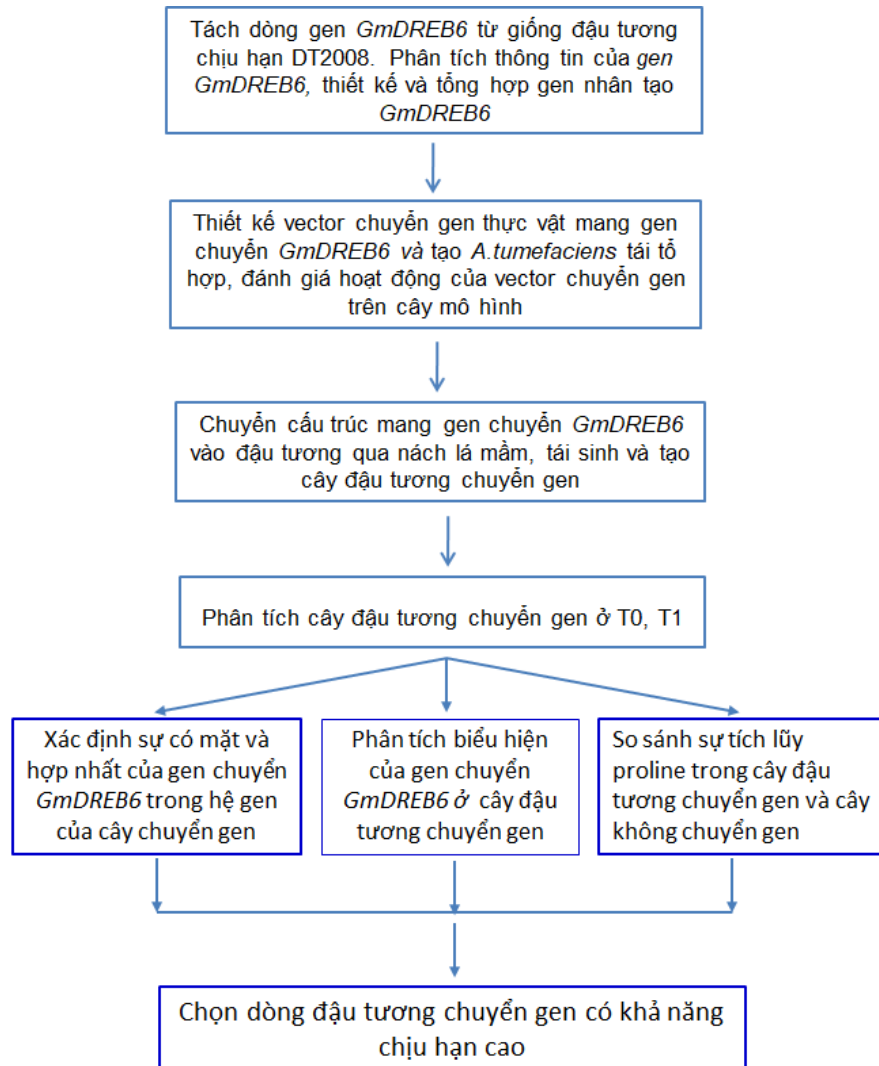 Tách dòng gen GmDREB6 từ giống đậu tương
chịu hạn DT2008. Phân tích thông tin của gen
GmDREB6, thiết kế và tổng hợp gen nhân tạo
GmDREB6
Thiết kế vector chuyển gen thực vật mang gen
chuyển GmDREB6 và tạo A.tumefaciens tái tổ
hợp, đánh giá hoạt động của vector chuyển gen
trên cây mô hình
Chuyển cấu trúc mang gen chuyển GmDREB6
vào đậu tương qua nách lá mầm, tái sinh và tạo
cây đậu tương chuyển gen
Phân tích cây đậu tương chuyển gen ở T0, T1
Xác định sự có mặt và
hợp nhất của gen chuyển
GmDREB6 trong hệ gen
của cây chuyển gen
Phân tích biểu hiện
của gen chuyển
GmDREB6 ở cây đậu
tương chuyển gen
So sánh sự tích lũy
proline trong cây đậu
tương chuyển gen và cây
không chuyển gen
Chọn dòng đậu tương chuyển gen có khả năng
chịu hạn cao